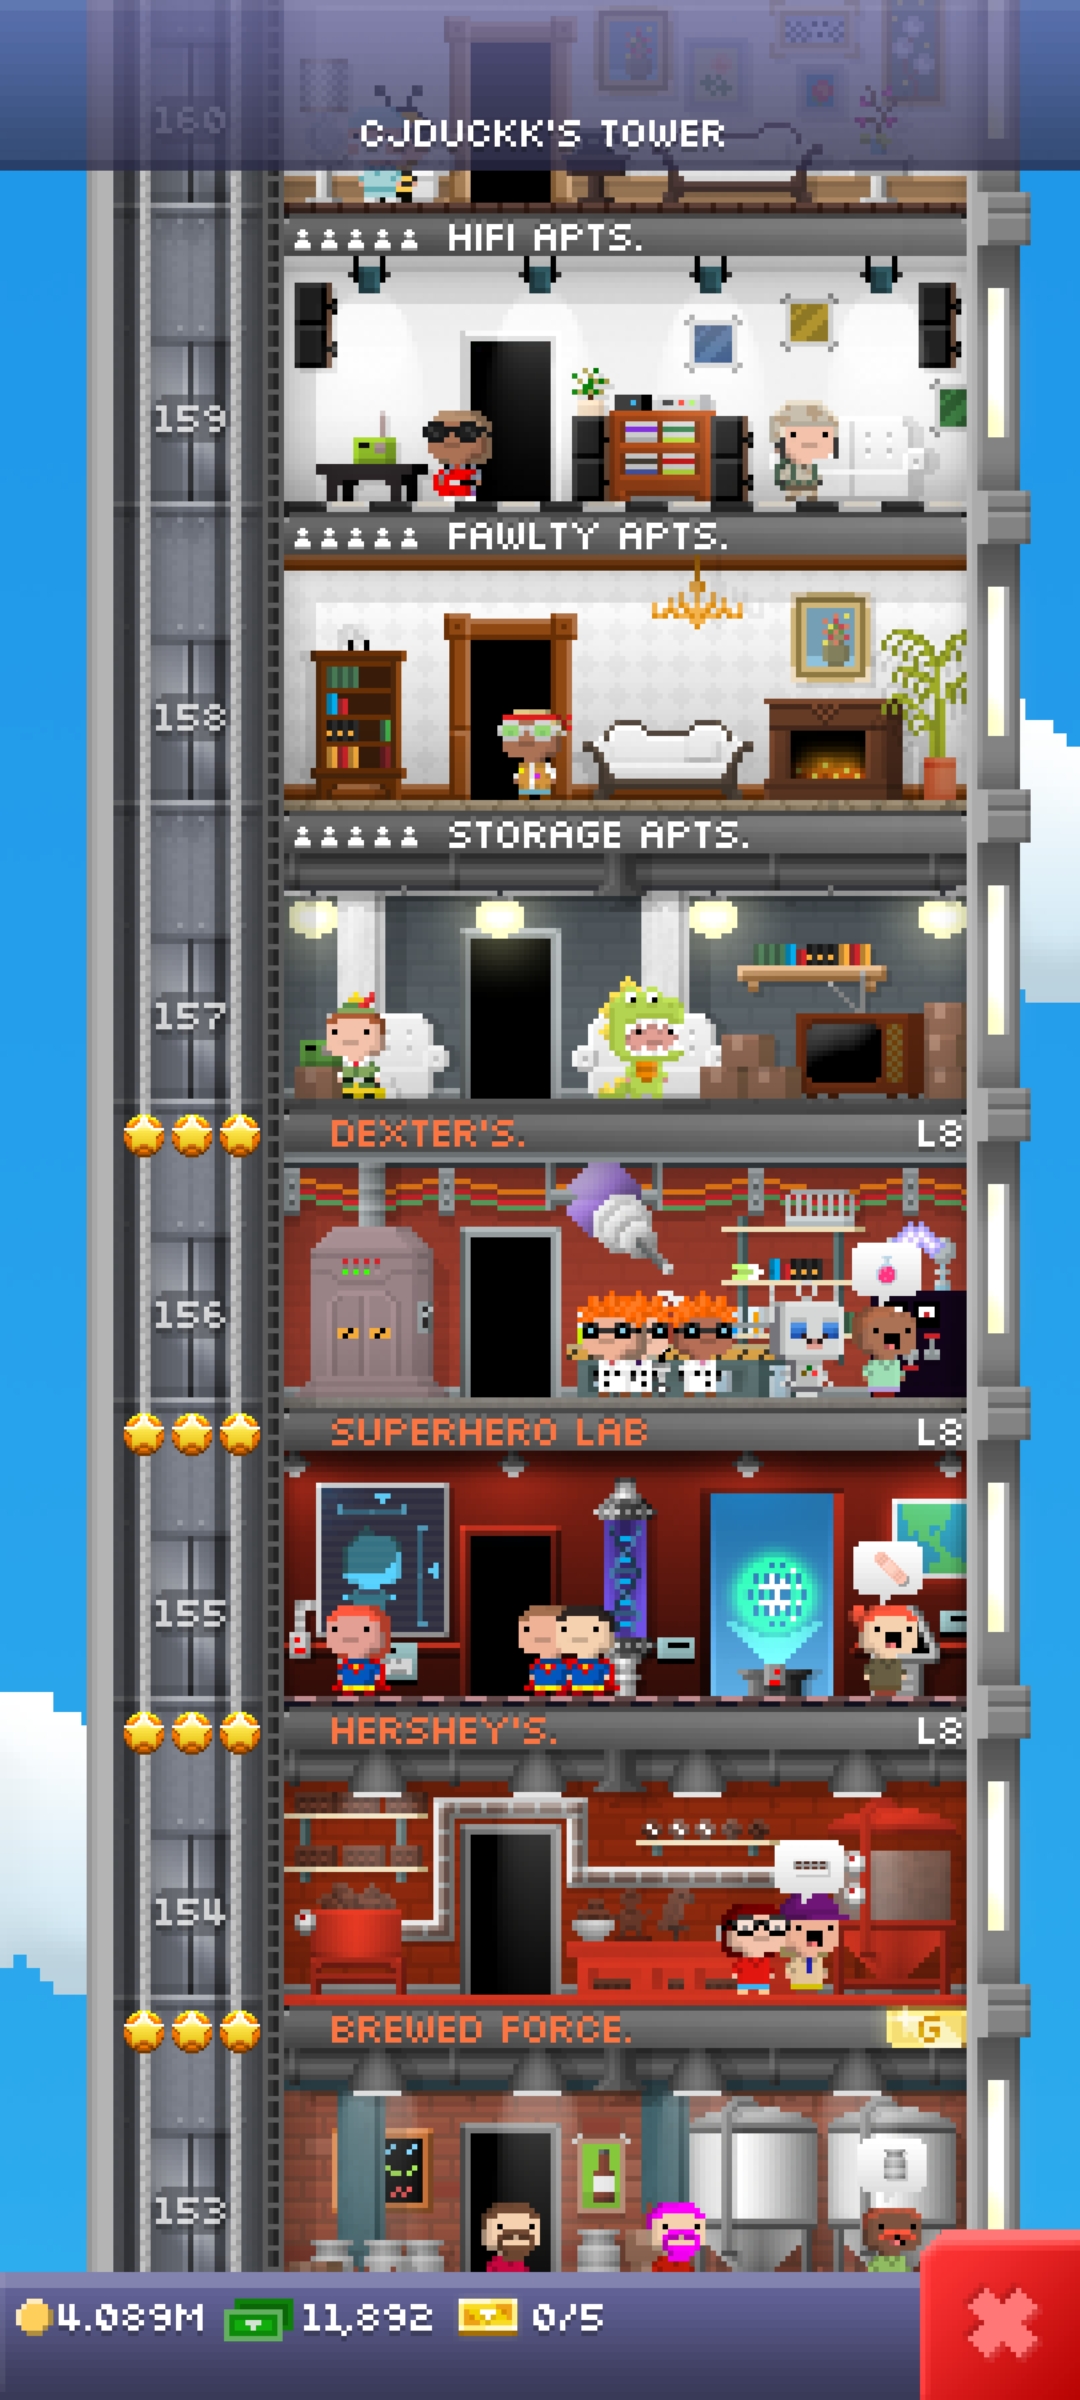 160
CJDUCKK'S TOWER
HIFI APTS.
159
FAWLTY APTS.
158
STORAGE APTS.
157
DEXTER'S. L8
156
SUPERHERO LAB L8
155
HERSHEY'S. L8
154
BREWED FORCE. G
153
4.089M 11,892 0/5